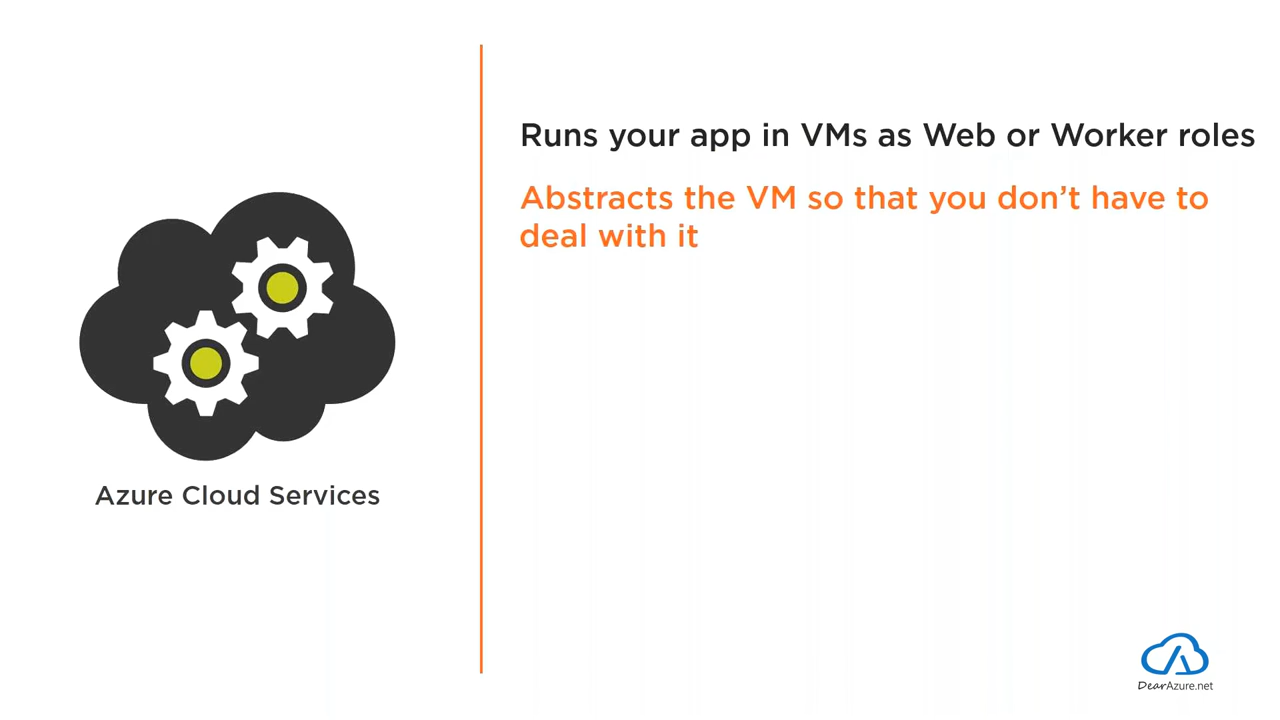 Runs your app in VMs as Web or Worker roles
Abstracts the VM so that you don’t have to
deal with it
Azure Cloud Services
DearAzure.net